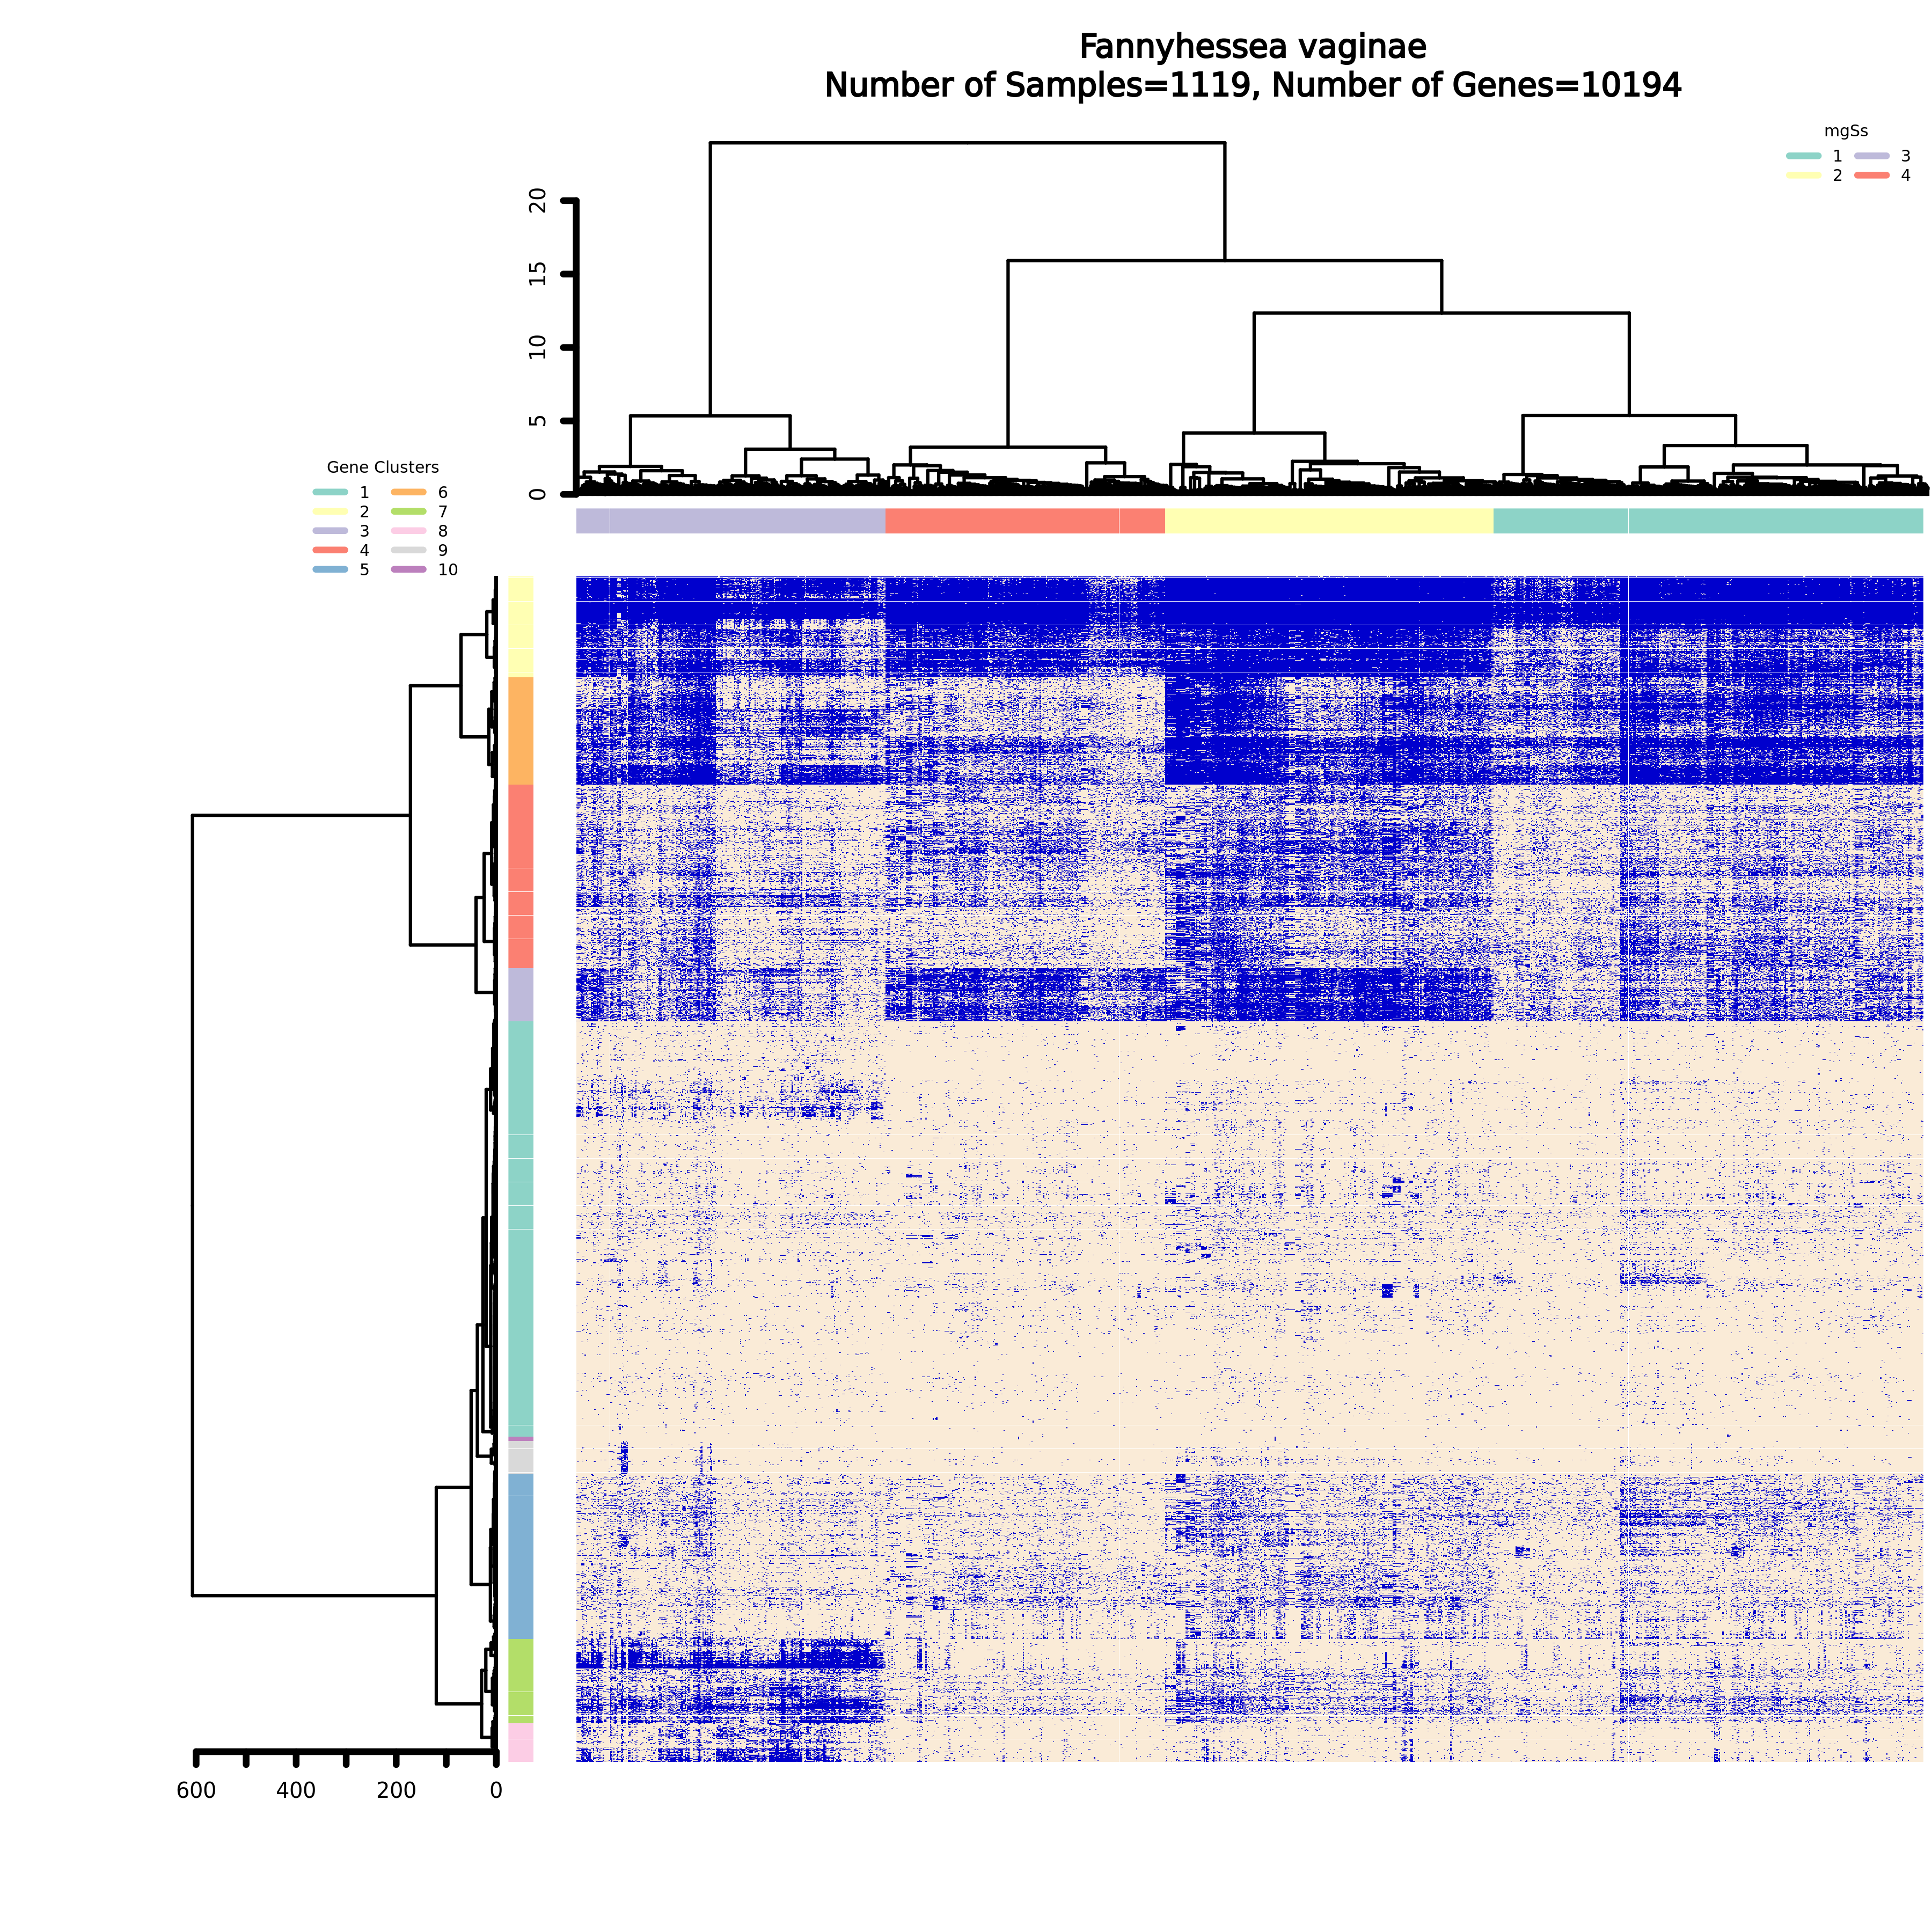 Fannyhessea vaginae
Number of Samples=1119, Number of Genes=10194
mgSs
1 3
2 4
20
15
10
5
0
Gene Clusters
1 6
2 7
3 8
4 9
5 10
600 400 200 0